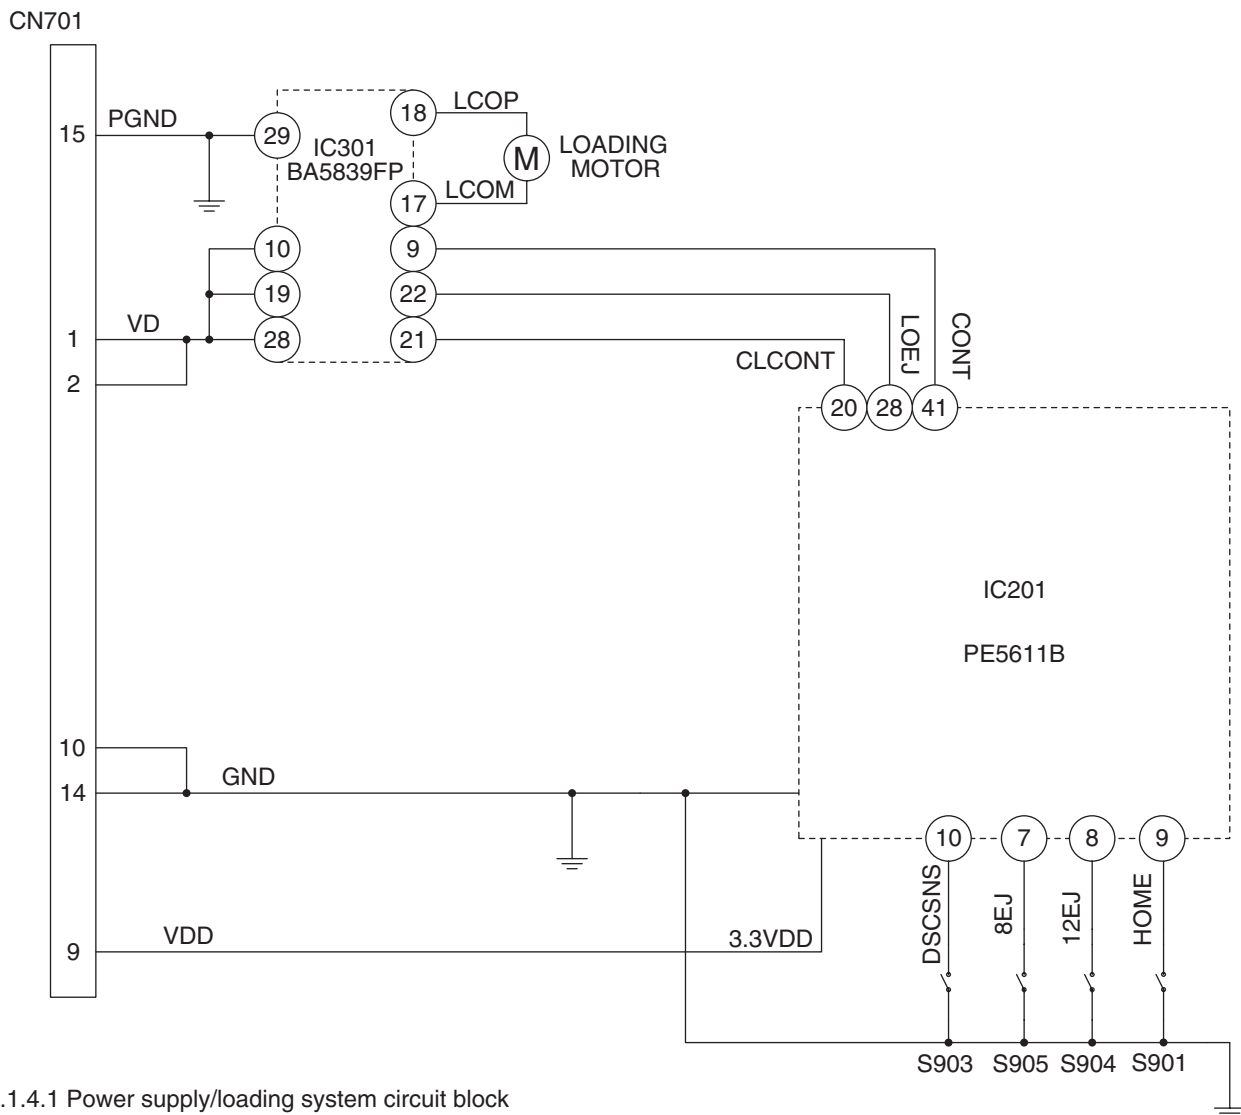 CN701
15 PGND
29
IC301
BA5839FP
18 LCOP
M
LOADING
MOTOR
17 LCOM
10
9
19
22
1 VD
28
21
2
CLCONT
LOEJ
CONT
20 28 41
IC201
PE5611B
10
14 GND
10 7 8 9
DSCSNS
8EJ
12EJ
HOME
9 VDD
3.3VDD
S903 S905 S904 S901
.1.4.1 Power supply/loading system circuit block